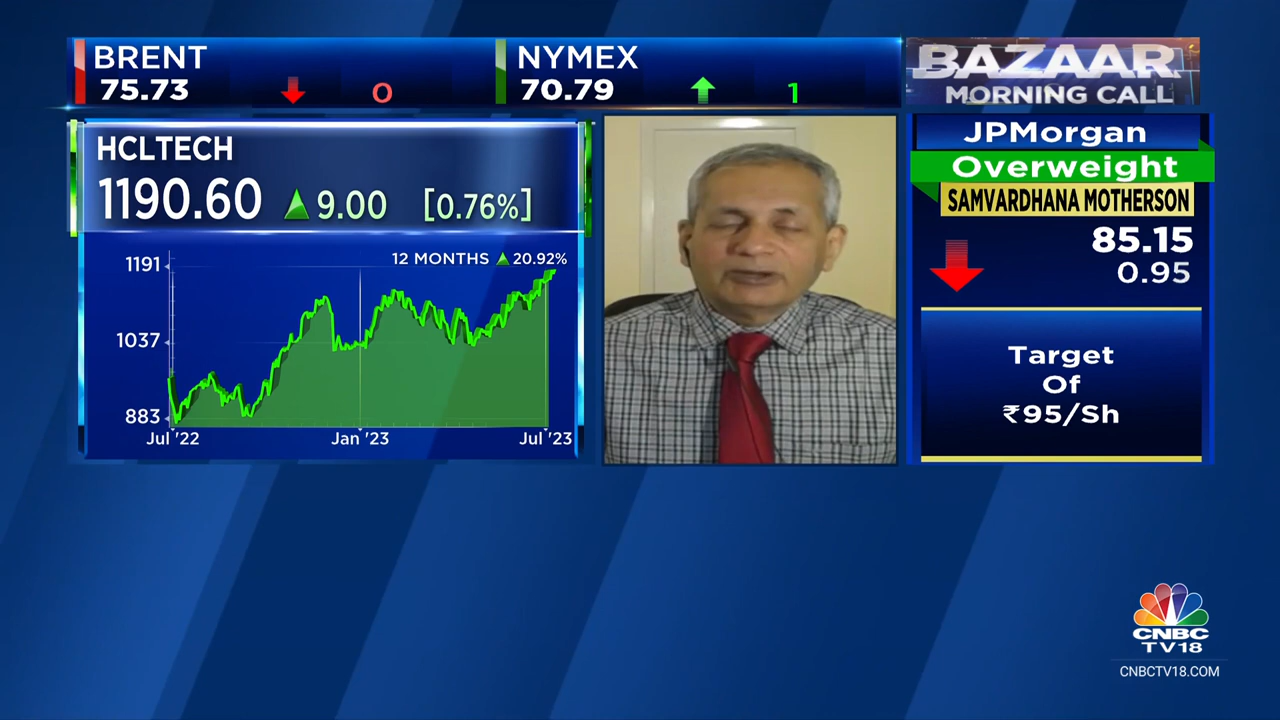 BRENT
75.73 0
NYMEX
70.79 1
BAZAAR
MORNING CALL
HCLTECH
1190.60 9.00 [0.76%]
12 MONTHS 20.92%
1191
1037
883
Jul '22 Jan '23 Jul '23
JPMorgan
Overweight
SAMVARDHANA MOTHERSON
85.15
0.95
Target
Of
₹95/Sh
CNBC
TV18
CNBCTV18.COM